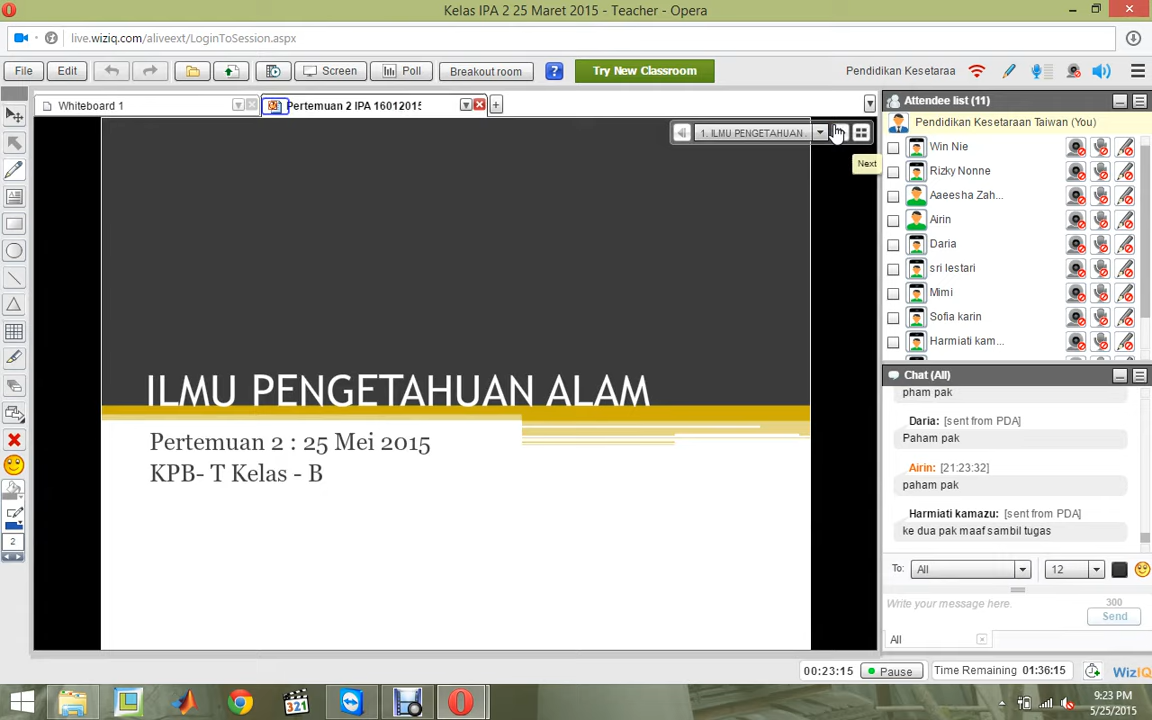 Kelas IPA 2 25 Maret 2015 - Teacher - Opera
live.wiziq.com/aliveext/LoginToSession.aspx
File Edit Screen Poll Breakout room ? Try New Classroom Pendidikan Kesetaraa
Whiteboard 1 Pertemuan 2 IPA 16012015
1. ILMU PENGETAHUAN
Next
ILMU PENGETAHUAN ALAM
Pertemuan 2 : 25 Mei 2015
KPB- T Kelas - B
2
Attendee list (11)
Pendidikan Kesetaraan Taiwan (You)
Win Nie
Rizky Nonne
Aaeesha Zah...
Airin
Daria
sri lestari
Mimi
Sofia karin
Harmiati kam...
Chat (All)
pham pak
Daria: [sent from PDA]
Paham pak
Airin: [21:23:32]
paham pak
Harmiati kamazu: [sent from PDA]
ke dua pak maaf sambil tugas
To: All 12
Write your message here.
300
Send
All
00:23:15 Pause Time Remaining 01:36:15 WizIQ
321
9:23 PM
5/25/2015